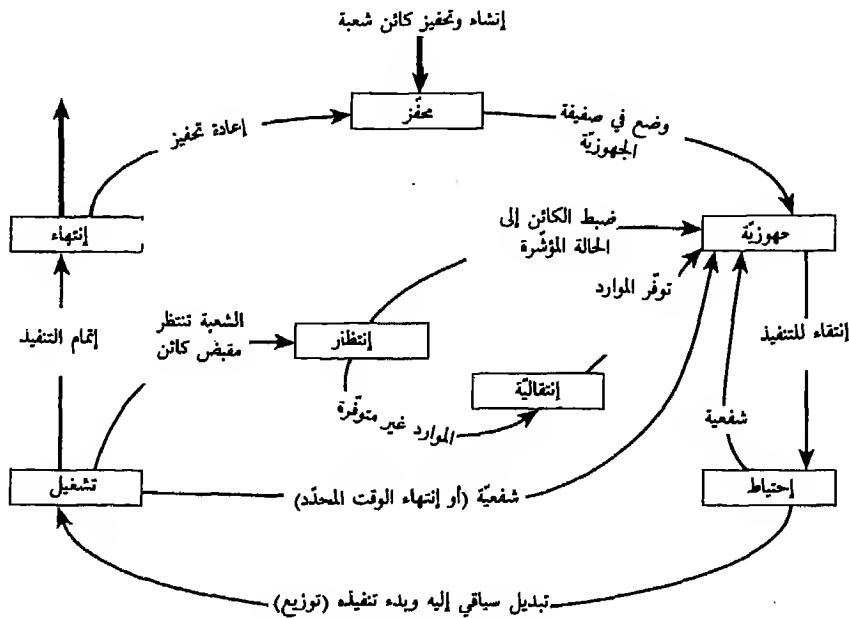 إنشاء وتحفيز كائن شعبة
محفّز
إعادة تحفيز
وضع في صفيفة
الجهوزيّة
ضبط الكائن إلى
الحالة المؤشّرة
جهوزيّة
إنتهاء
توفّر الموارد
الشعبة تنتظر
مقبض كائن
إنتظار
إتمام التنفيذ
إنتقاء للتنفيذ
إنتقاليّة
الموارد غير متوفّرة
شفعية
تشغيل
شفعيّة (أو إنتهاء الوقت المحدّد)
إحتياط
تبديل سياقي إليه وبدء تنفيذه (توزيع)